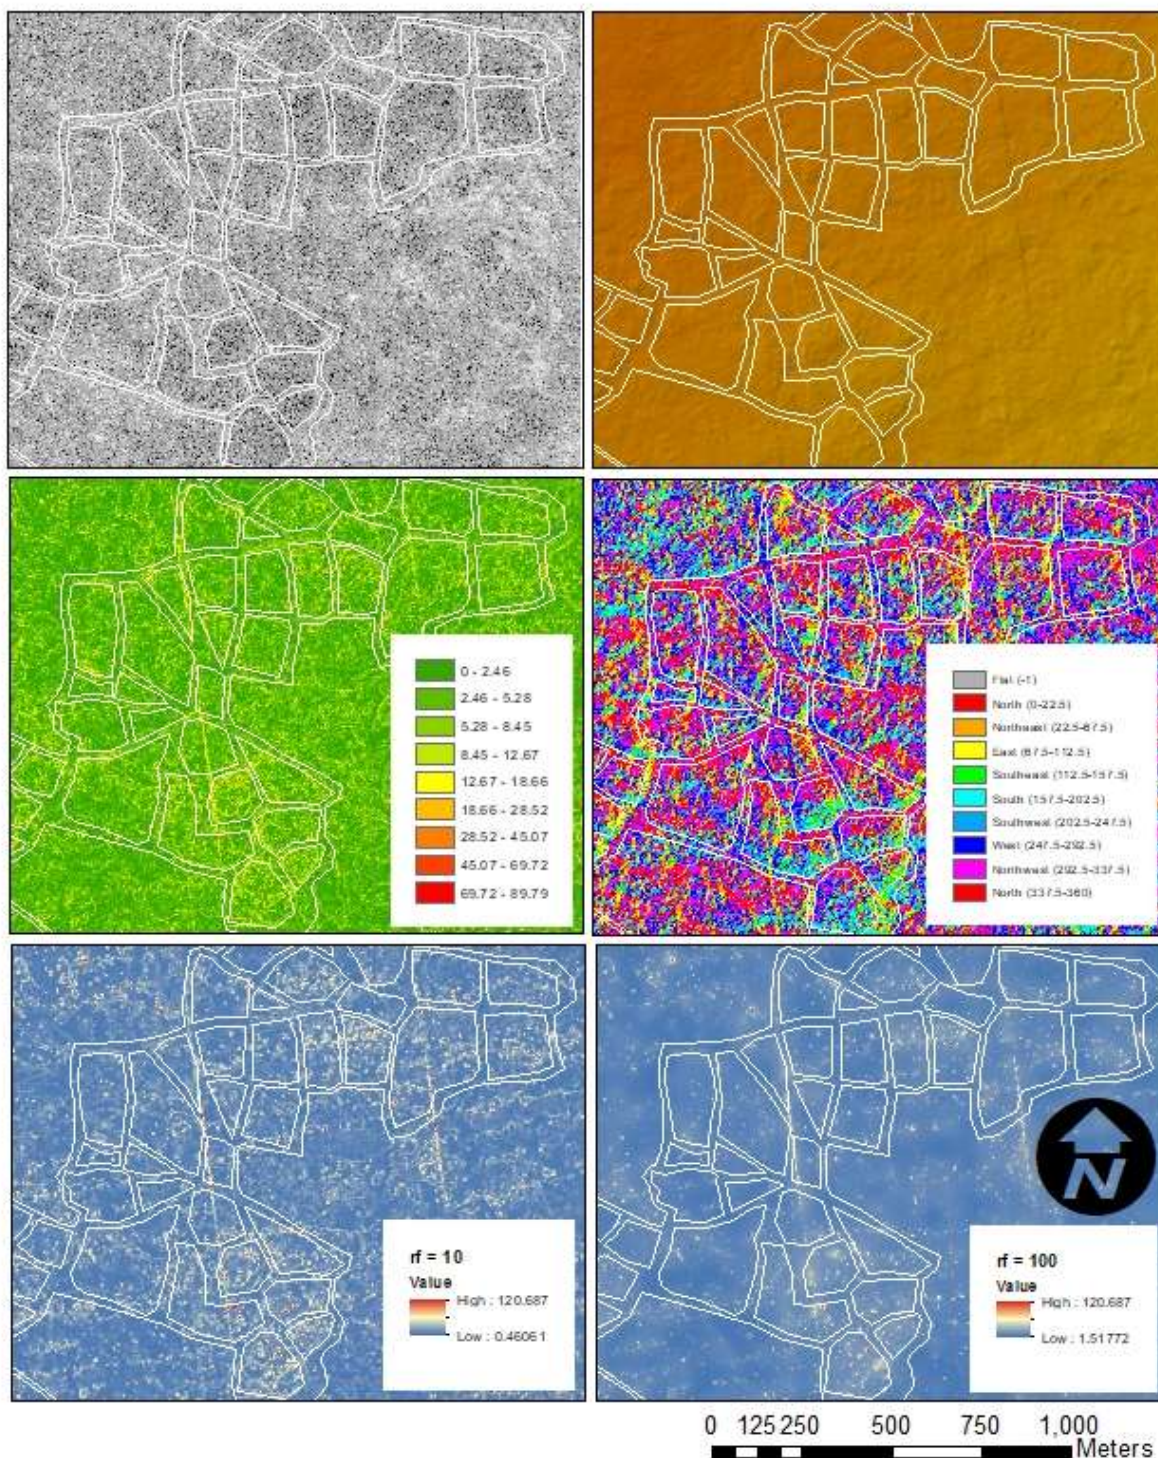 0 - 2.46
2.46 - 5.28
5.28 - 8.45
8.45 - 12.67
12.67 - 18.66
18.66 - 28.52
28.52 - 45.07
45.07 - 69.72
69.72 - 89.79
Flat (-1)
North (0-22.5)
Northeast (22.5-67.5)
East (67.5-112.5)
Southeast (112.5-157.5)
South (157.5-202.5)
Southwest (202.5-247.5)
West (247.5-292.5)
Northwest (292.5-337.5)
North (337.5-360)
rf = 10
Value
High : 120.687
Low : 0.46061
N
rf = 100
Value
High : 120.687
Low : 1.51772
0 125 250 500 750 1,000
Meters